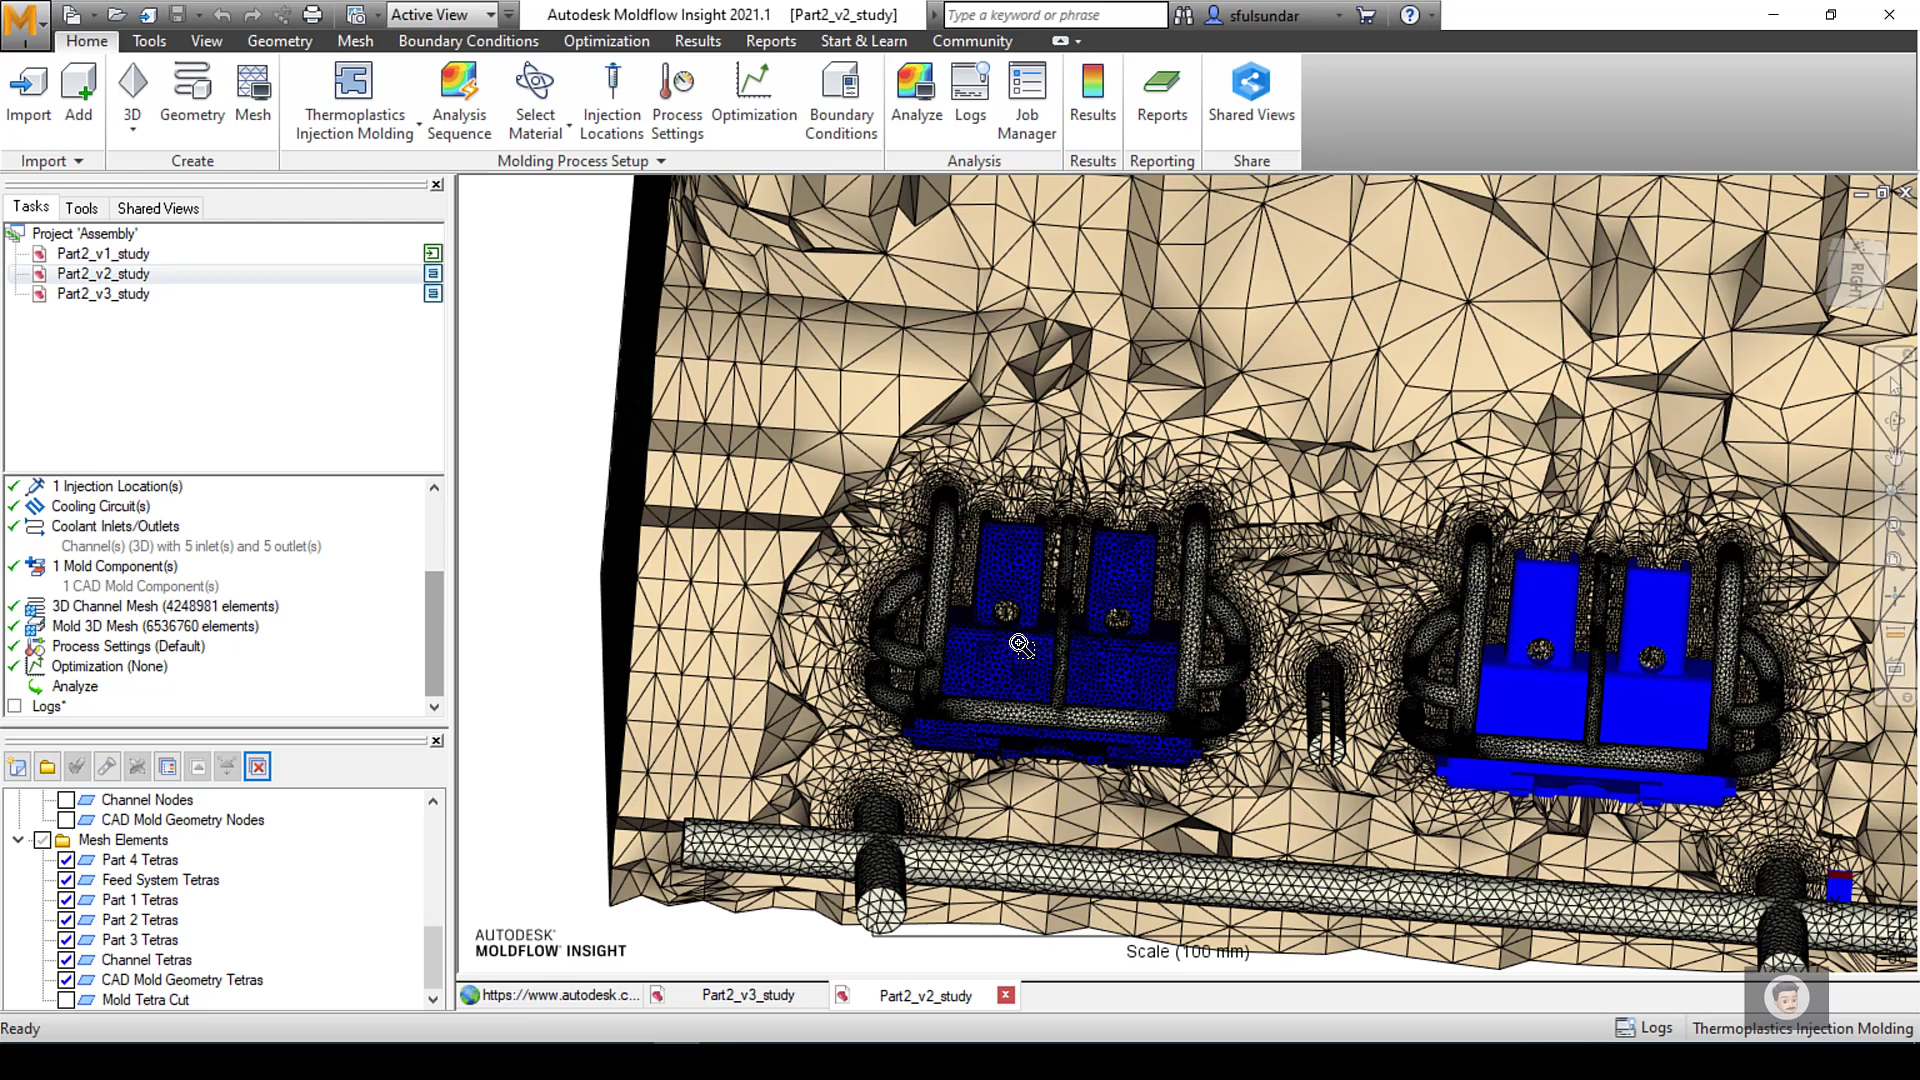 Active View
Autodesk Moldflow Insight 2021.1 [Part2_v2_study]
Type a keyword or phrase
sfulsundar
Home Tools View Geometry Mesh Boundary Conditions Optimization Results Reports Start & Learn Community
Import
Add
3D
Geometry
Mesh
Thermoplastics
Injection Molding
Analysis
Sequence
Select
Material
Injection
Locations
Process
Settings
Optimization
Boundary
Conditions
Analyze
Logs
Job
Manager
Results
Reports
Shared Views
Import
Create
Molding Process Setup
Analysis
Results
Reporting
Share
Tasks Tools Shared Views
Project 'Assembly'
Part2_v1_study
Part2_v2_study
Part2_v3_study
1 Injection Location(s)
Cooling Circuit(s)
Coolant Inlets/Outlets
Channel(s) (3D) with 5 inlet(s) and 5 outlet(s)
1 Mold Component(s)
1 CAD Mold Component(s)
3D Channel Mesh (4248981 elements)
Mold 3D Mesh (6536760 elements)
Process Settings (Default)
Optimization (None)
Analyze
Logs*
Channel Nodes
CAD Mold Geometry Nodes
Mesh Elements
Part 4 Tetras
Feed System Tetras
Part 1 Tetras
Part 2 Tetras
Part 3 Tetras
Channel Tetras
CAD Mold Geometry Tetras
Mold Tetra Cut
RIGHT
AUTODESK®
MOLDFLOW® INSIGHT
Scale (100 mm)
https://www.autodesk.c...
Part2_v3_study
Part2_v2_study
Ready
Logs
Thermoplastics Injection Molding